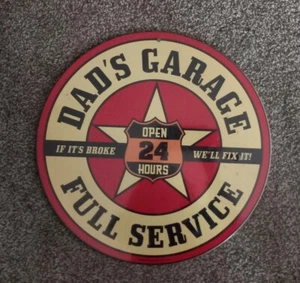 DAD'S GARAGE
OPEN
IF IT'S BROKE 24 WE'LL FIX IT!
HOURS
FULL SERVICE